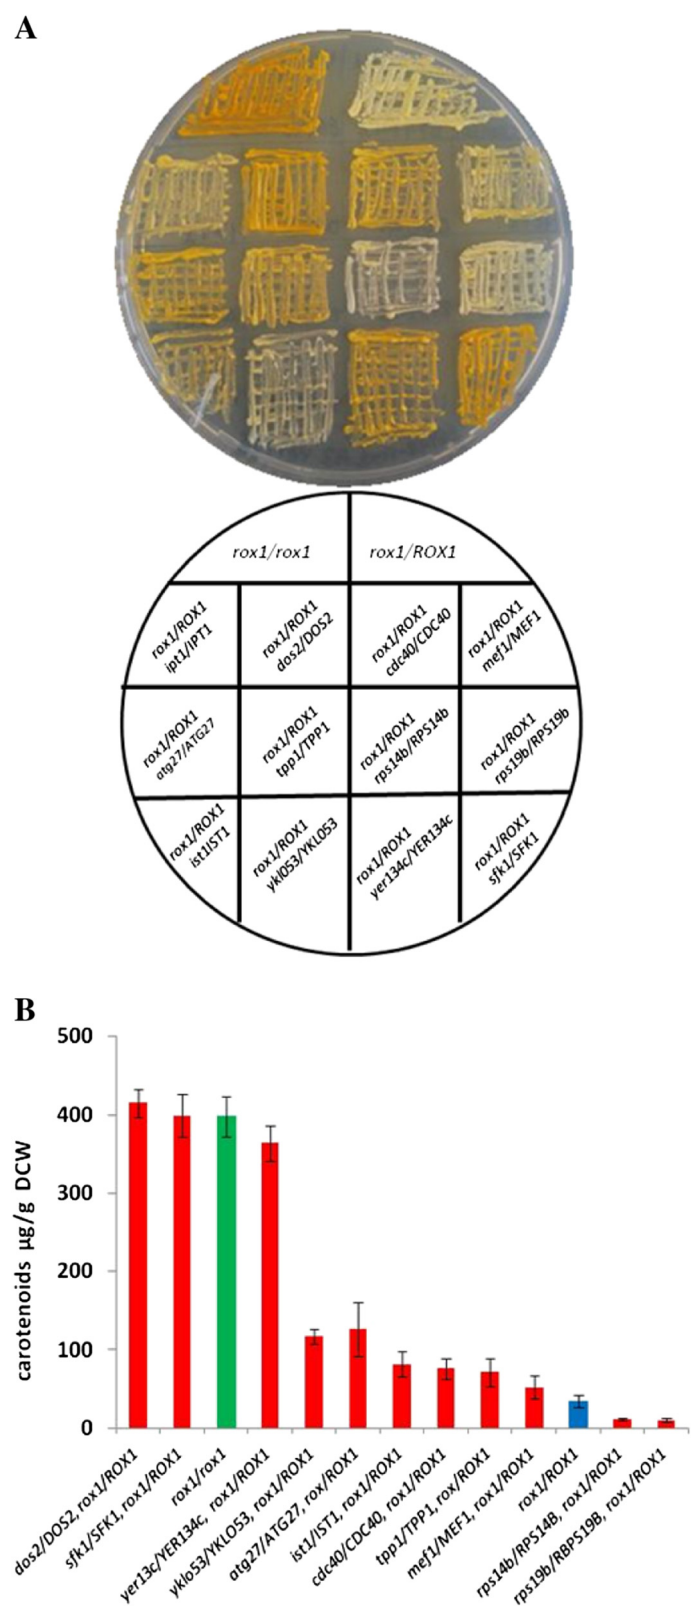 A
rox1/rox1
rox1/ROX1
rox1/ROX1
ipt1/IPT1
rox1/ROX1
dos2/DOS2
rox1/ROX1
cdc40/CDC40
rox1/ROX1
mef1/MEF1
rox1/ROX1
atg27/ATG27
rox1/ROX1
tpp1/TPP1
rox1/ROX1
rps14b/RPS14b
rox1/ROX1
rps19b/RPS19b
rox1/ROX1
ist1IST1
rox1/ROX1
ykl053/YKL053
rox1/ROX1
yer134c/YER134c
rox1/ROX1
sfk1/SFK1
B
carotenoids µg/g DCW
500
400
300
200
100
0
dos2/DOS2, rox1/ROX1
sfk1/SFK1, rox1/ROX1
rox1/rox1
yer13c/YER134c, rox1/ROX1
yklo53/YKLO53, rox1/ROX1
atg27/ATG27, rox/ROX1
ist1/IST1, rox1/ROX1
cdc40/CDC40, rox1/ROX1
tpp1/TPP1, rox/ROX1
mef1/MEF1, rox1/ROX1
rox1/ROX1
rps14b/RPS14B, rox1/ROX1
rps19b/RBPS19B, rox1/ROX1